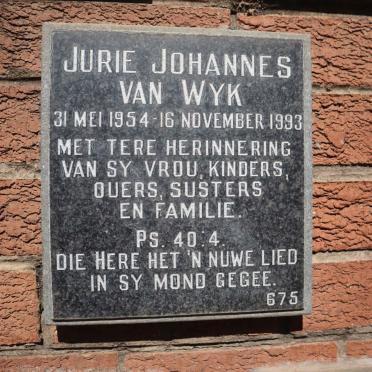 JURIE JOHANNES
VAN WYK
31 MEI 1954 - 16 NOVEMBER 1993
MET TERE HERINNERING
VAN SY VROU, KINDERS,
OUERS, SUSTERS
EN FAMILIE.
PS. 40:4.
DIE HERE HET 'N NUWE LIED
IN SY MOND GEGEE.
675